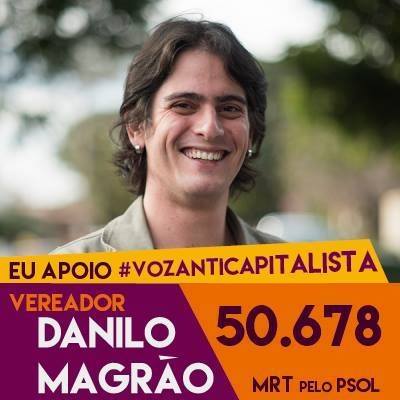 EU APOIO #VOZANTICAPITALISTA
VEREADOR
DANILO
MAGRÃO
50.678
MRT PELO PSOL